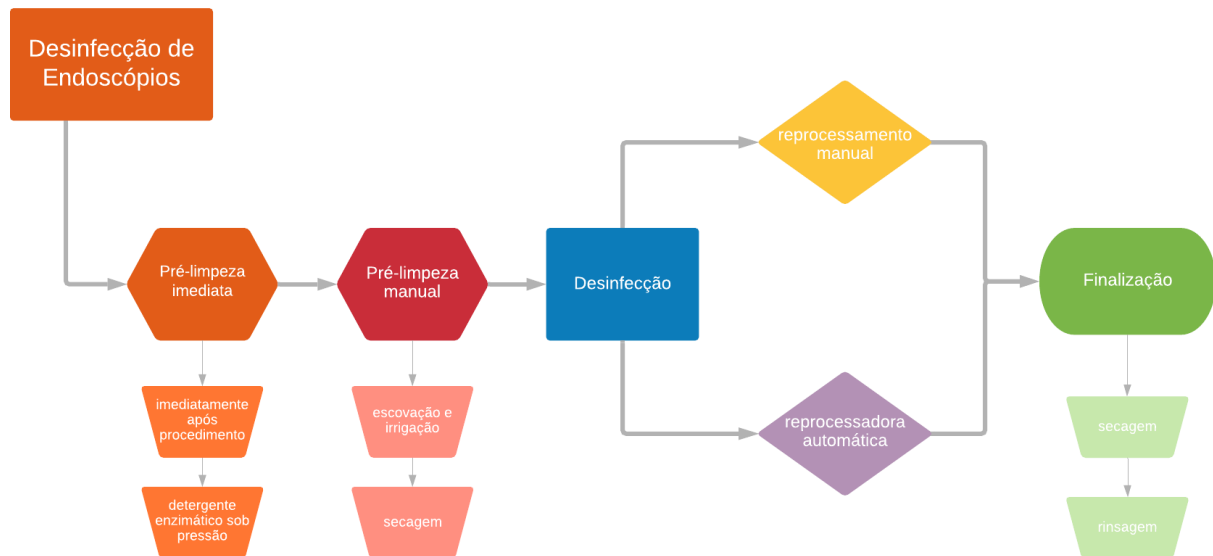 Desinfecção de
Endoscópios
reprocessamento
manual
Pré-limpeza
imediata
Pré-limpeza
manual
Desinfecção
Finalização
imediatamente
após
procedimento
escovação e
irrigação
reprocessadora
automática
secagem
detergente
enzimático sob
pressão
secagem
rinsagem